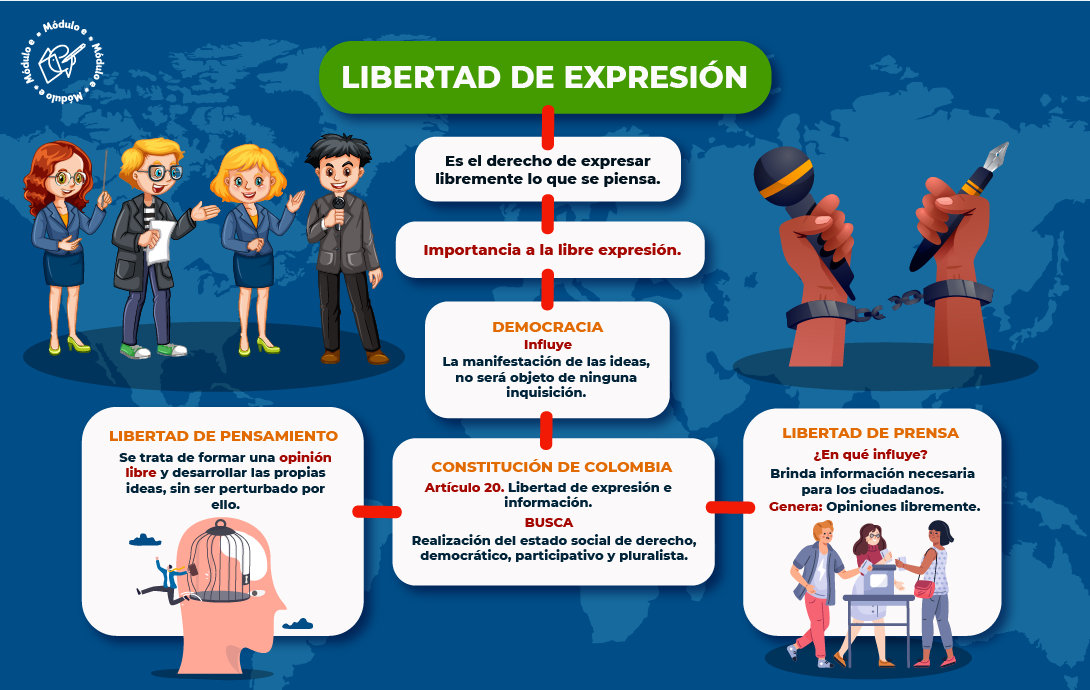 Módulo e • Módulo e • Módulo e • Módulo e •
LIBERTAD DE EXPRESIÓN
Es el derecho de expresar
libremente lo que se piensa.
Importancia a la libre expresión.
DEMOCRACIA
Influye
La manifestación de las ideas,
no será objeto de ninguna
inquisición.
LIBERTAD DE PENSAMIENTO
Se trata de formar una opinión
libre y desarrollar las propias
ideas, sin ser perturbado por
ello.
CONSTITUCIÓN DE COLOMBIA
Artículo 20. Libertad de expresión e
información.
BUSCA
Realización del estado social de derecho,
democrático, participativo y pluralista.
LIBERTAD DE PRENSA
¿En qué influye?
Brinda información necesaria
para los ciudadanos.
Genera: Opiniones libremente.